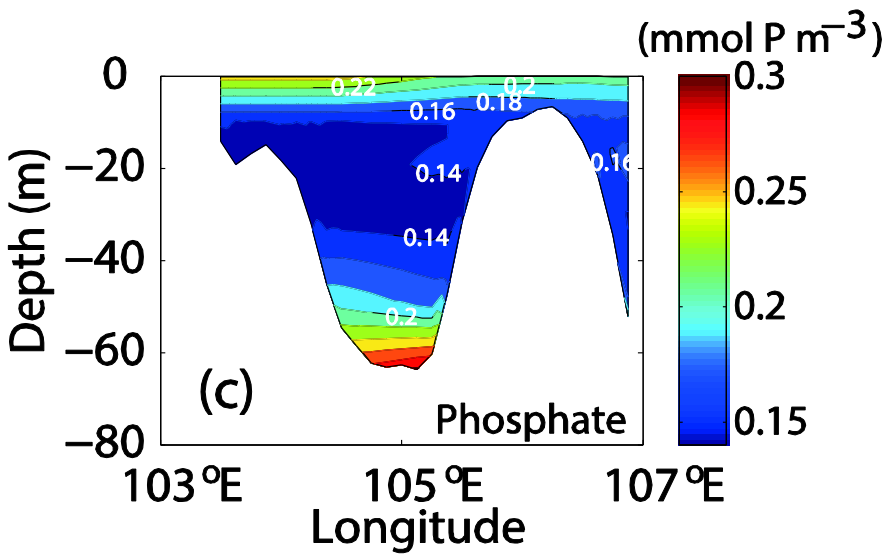 (mmol P m−3)
0
−20
−40
−60
−80
Depth (m)
0.22
0.2
0.18
0.16
0.14
0.16
0.14
0.2
(c)
Phosphate
103 °E
105 °E
107 °E
Longitude
0.3
0.25
0.2
0.15